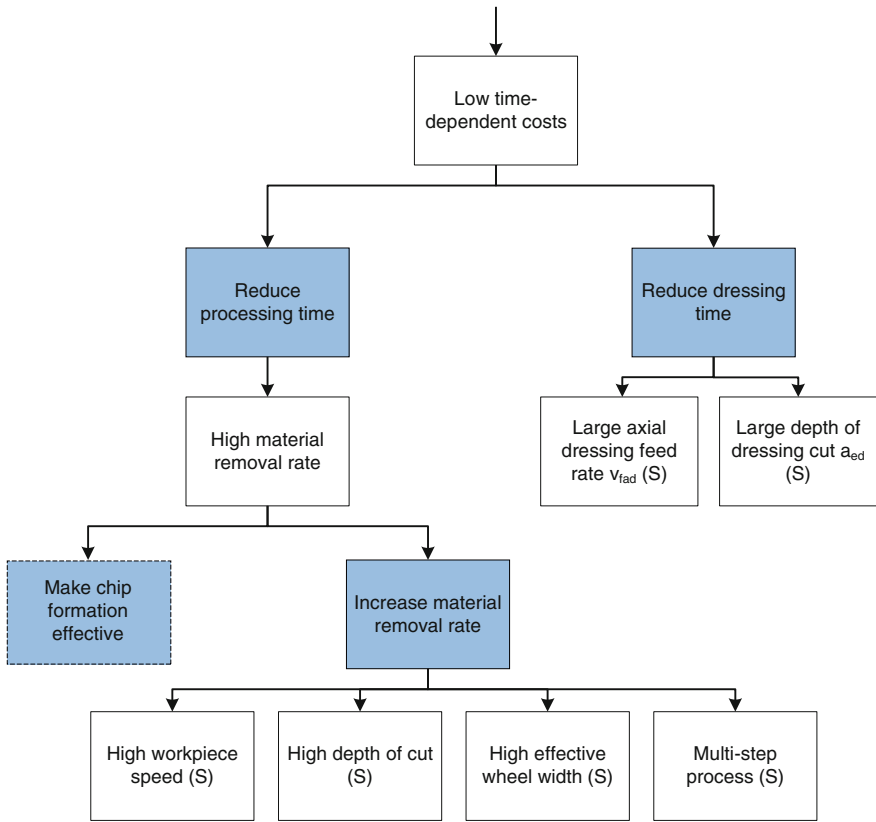 Low time-
dependent costs
Reduce
processing time
Reduce dressing
time
High material
removal rate
Large axial
dressing feed
rate vfad (S)
Large depth of
dressing cut aed
(S)
Make chip
formation
effective
Increase material
removal rate
High workpiece
speed (S)
High depth of cut
(S)
High effective
wheel width (S)
Multi-step
process (S)